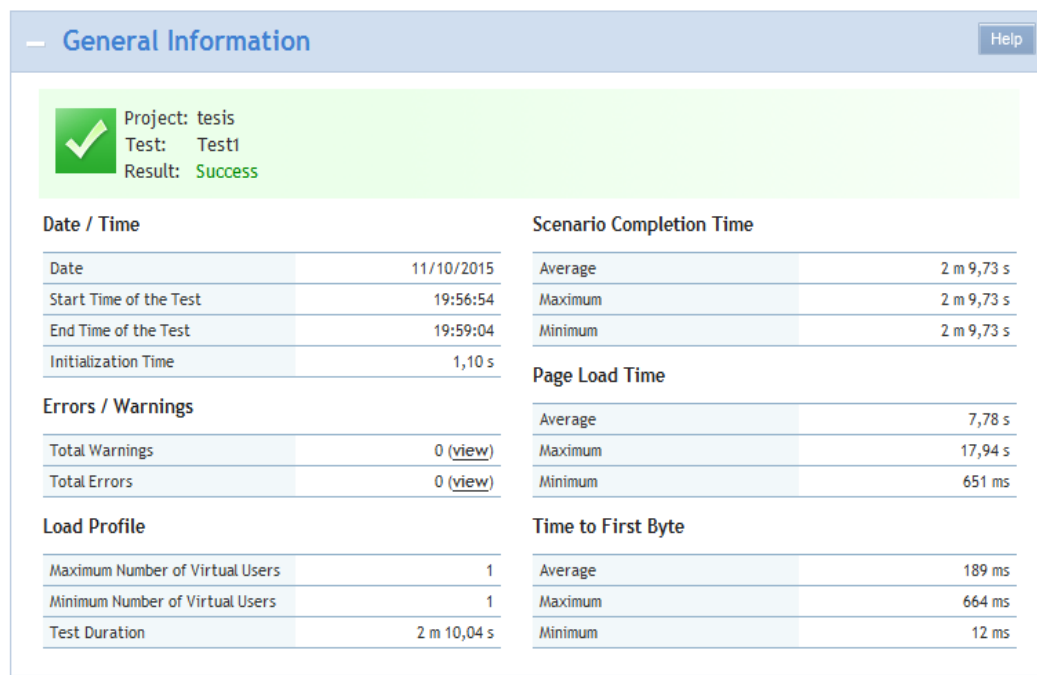 General Information
Help
Project: tesis
Test: Test1
Result: Success
Date / Time
Date 11/10/2015
Start Time of the Test 19:56:54
End Time of the Test 19:59:04
Initialization Time 1,10 s
Errors / Warnings
Total Warnings 0 (view)
Total Errors 0 (view)
Load Profile
Maximum Number of Virtual Users 1
Minimum Number of Virtual Users 1
Test Duration 2 m 10,04 s
Scenario Completion Time
Average 2 m 9,73 s
Maximum 2 m 9,73 s
Minimum 2 m 9,73 s
Page Load Time
Average 7,78 s
Maximum 17,94 s
Minimum 651 ms
Time to First Byte
Average 189 ms
Maximum 664 ms
Minimum 12 ms